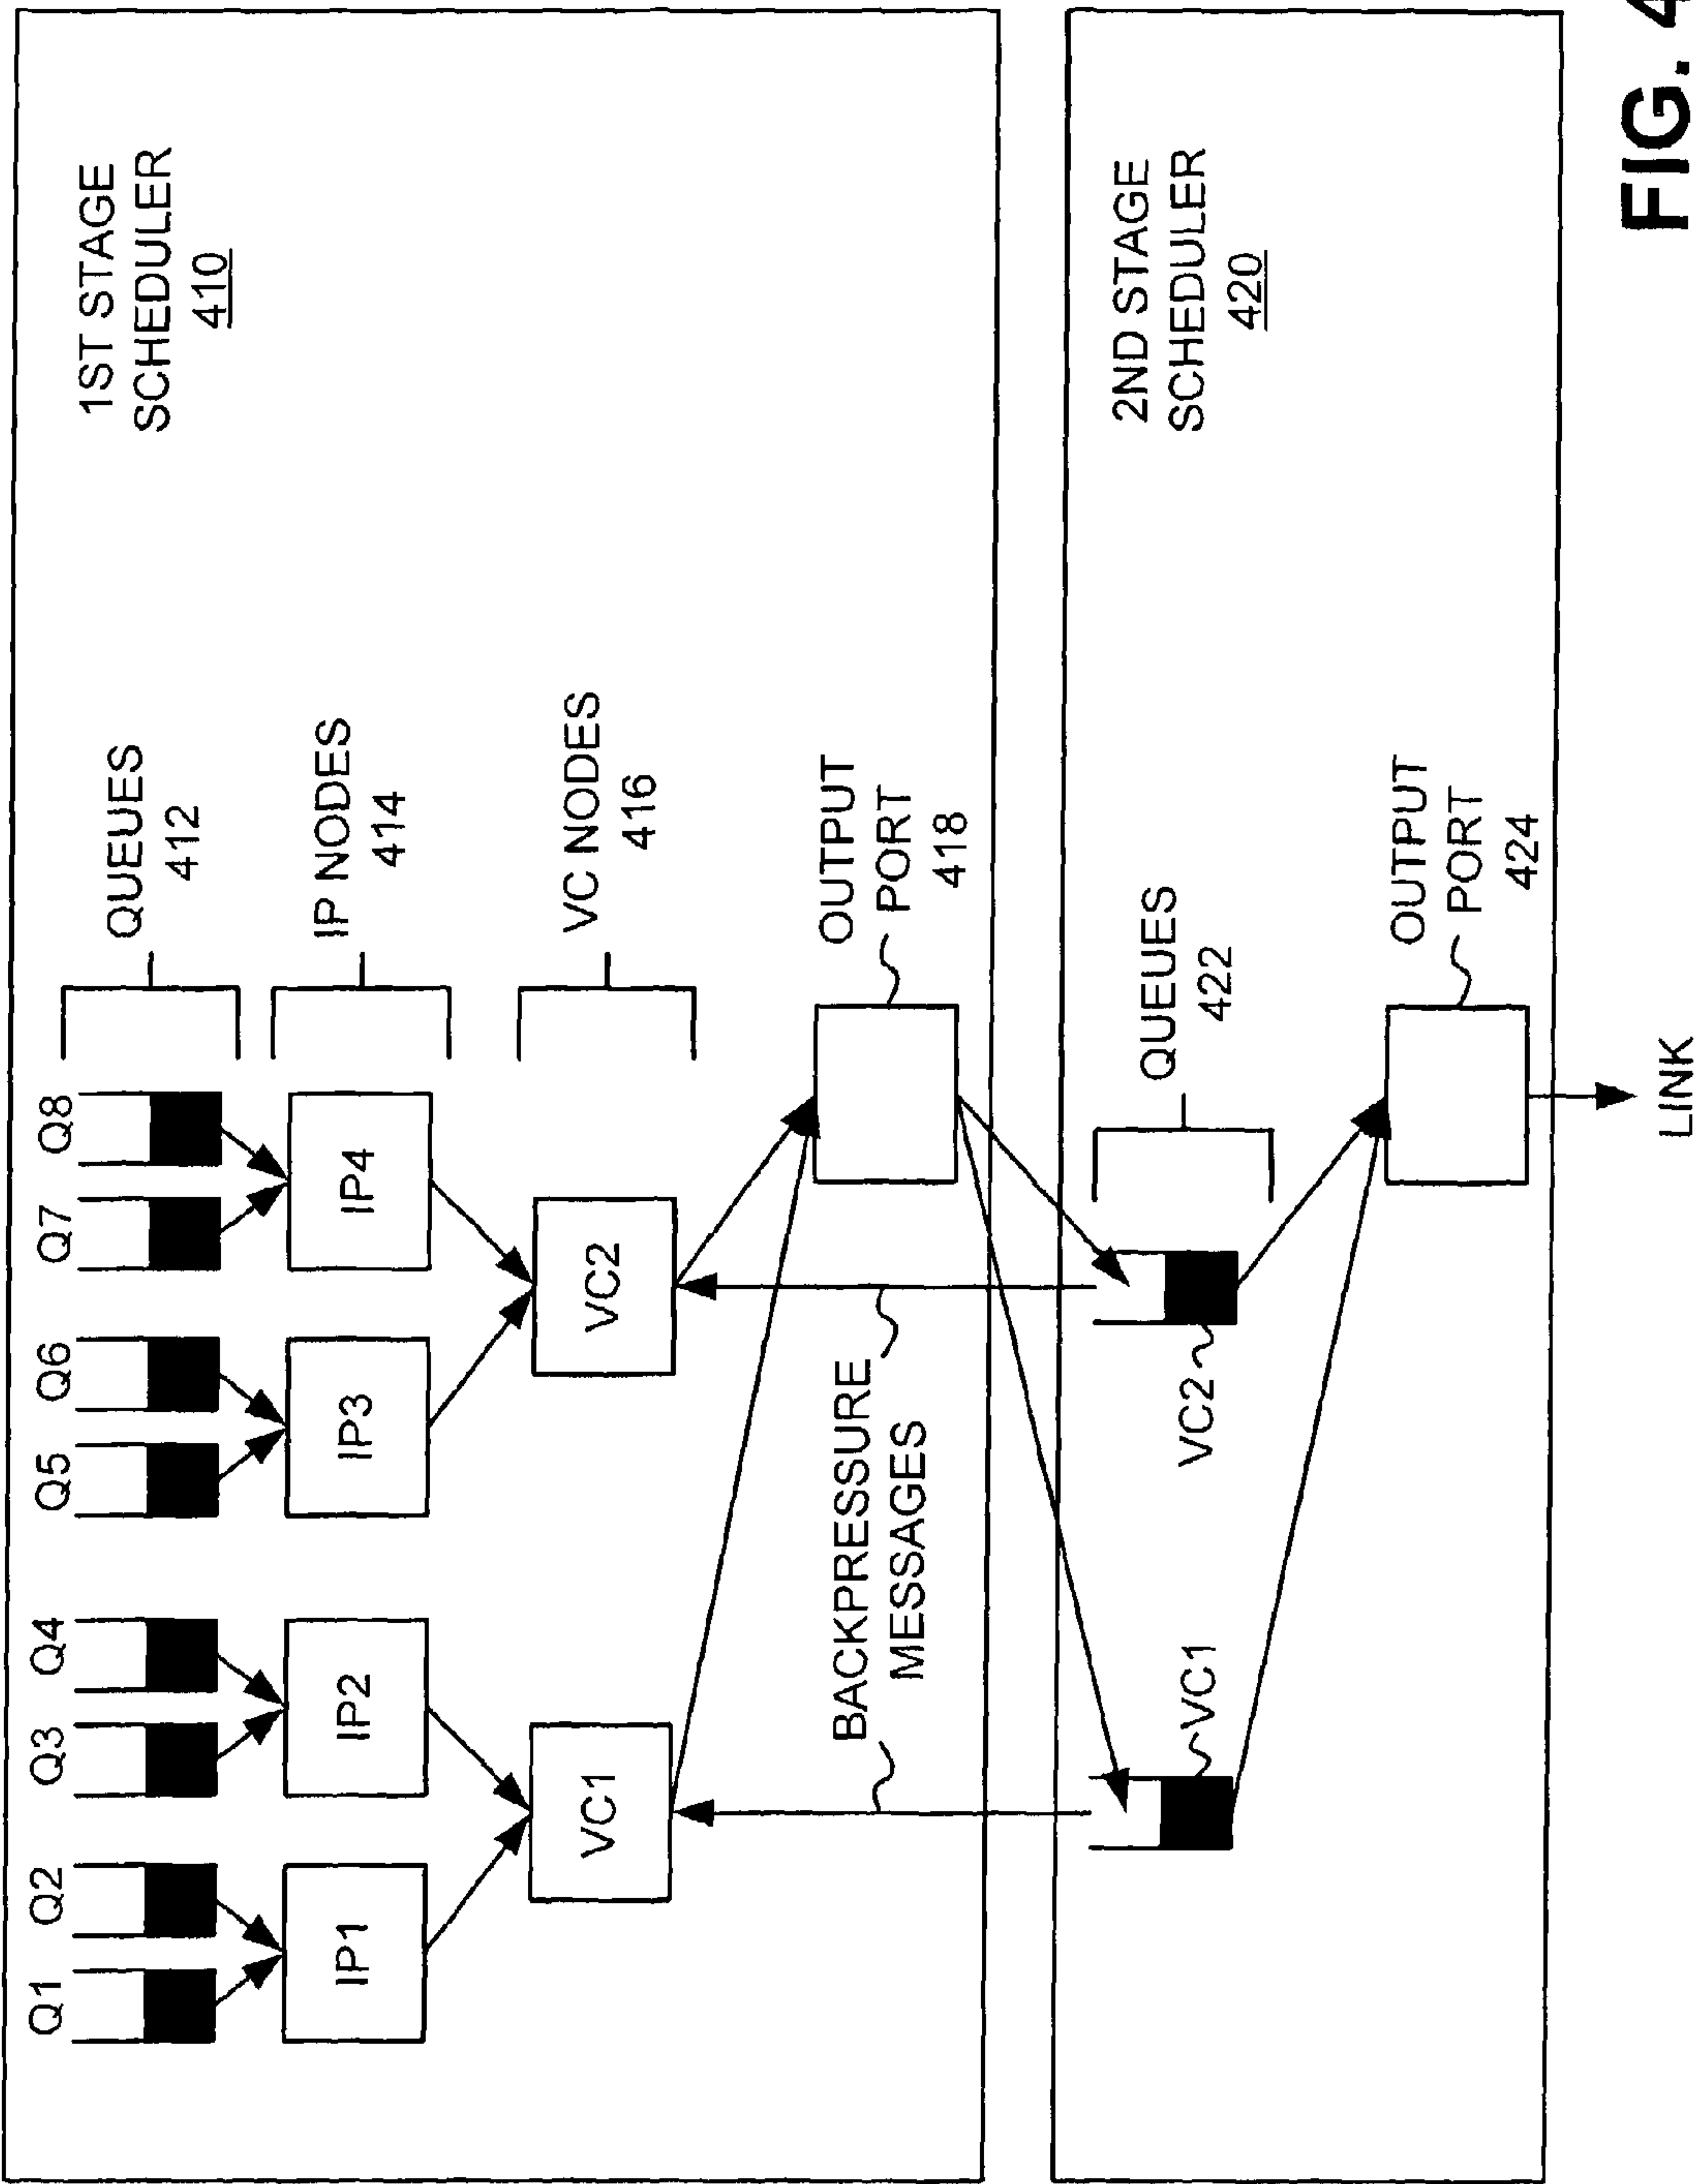 1ST STAGE
SCHEDULER
410
Q1 Q2 Q3 Q4 Q5 Q6 Q7 Q8
QUEUES
412
IP1 IP2 IP3 IP4
IP NODES
414
VC1 VC2
VC NODES
416
BACKPRESSURE
MESSAGES
OUTPUT
PORT
418
2ND STAGE
SCHEDULER
420
VC1 VC2
QUEUES
422
OUTPUT
PORT
424
LINK
FIG. 4